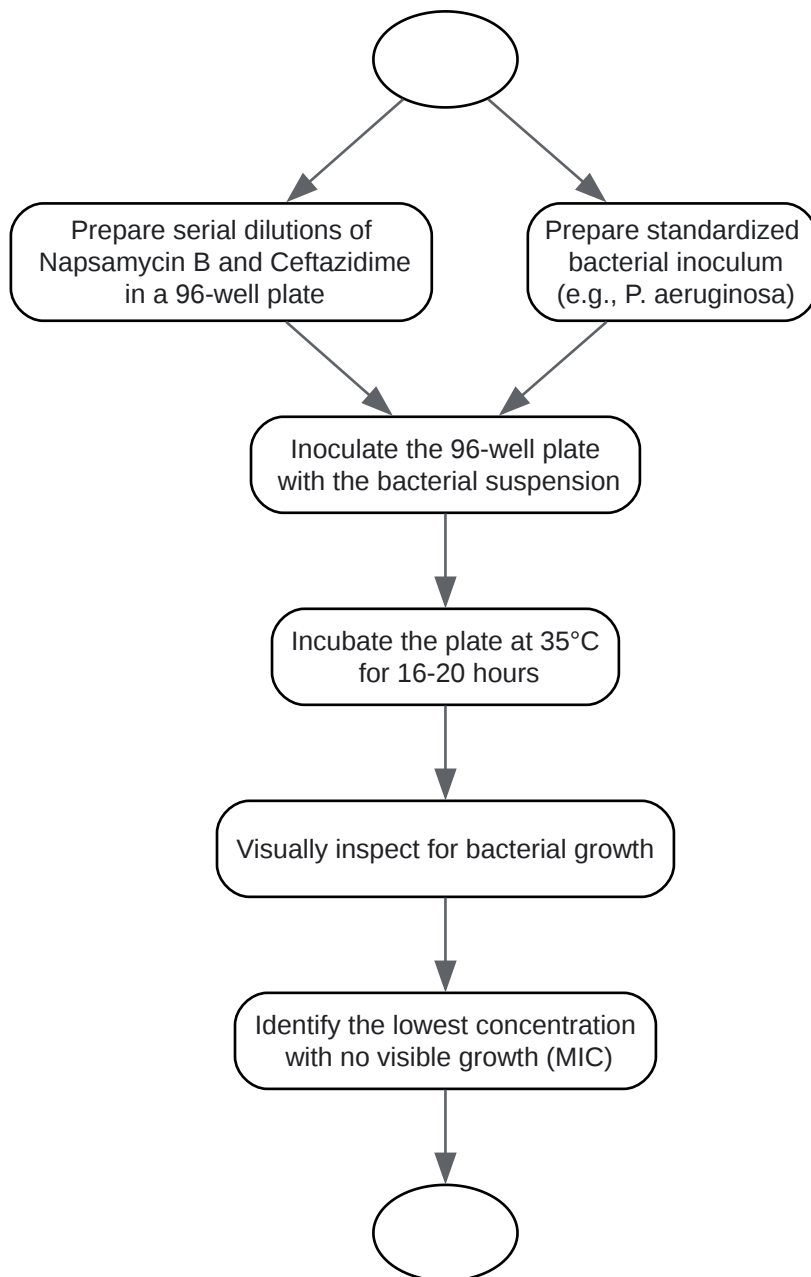 Prepare serial dilutions of
Napsamycin B and Ceftazidime
in a 96-well plate
Prepare standardized
bacterial inoculum
(e.g., P. aeruginosa)
Inoculate the 96-well plate
with the bacterial suspension
Incubate the plate at 35°C
for 16-20 hours
Visually inspect for bacterial growth
Identify the lowest concentration
with no visible growth (MIC)